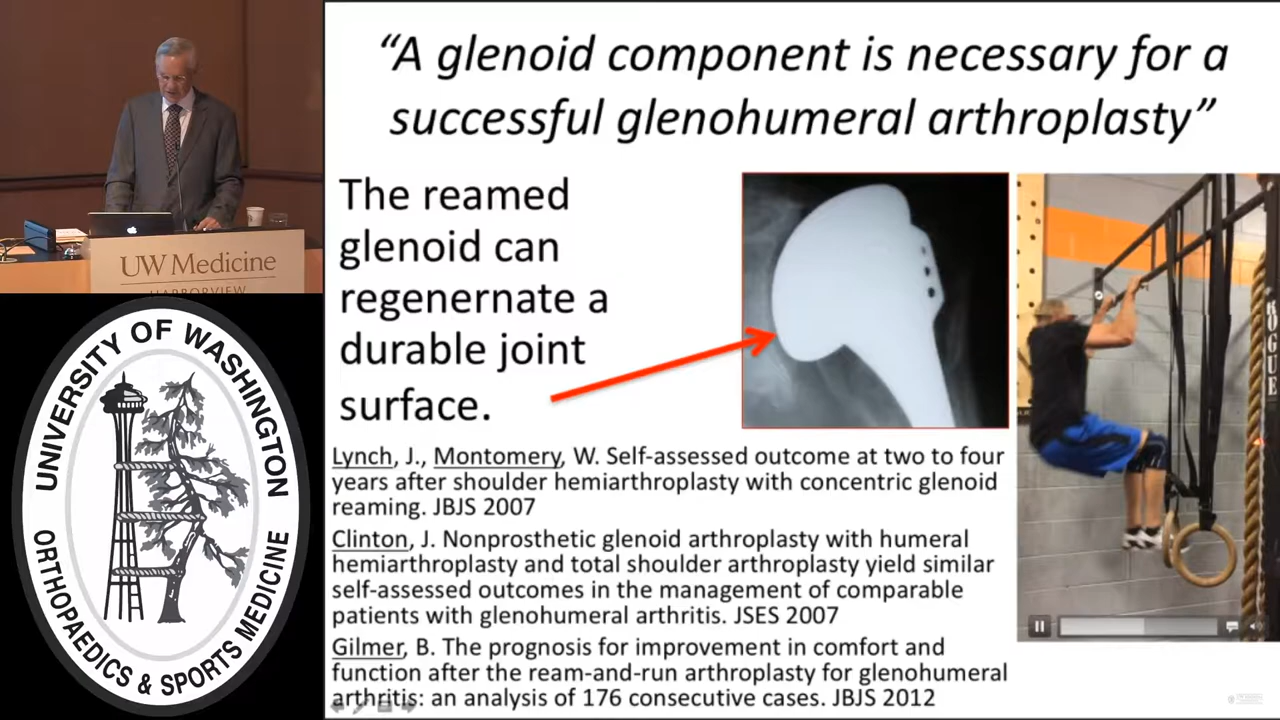 “A glenoid component is necessary for a
successful glenohumeral arthroplasty”
The reamed
glenoid can
regenernate a
durable joint
surface.
Lynch, J., Montomery, W. Self-assessed outcome at two to four
years after shoulder hemiarthroplasty with concentric glenoid
reaming. JBJS 2007
Clinton, J. Nonprosthetic glenoid arthroplasty with humeral
hemiarthroplasty and total shoulder arthroplasty yield similar
self-assessed outcomes in the management of comparable
patients with glenohumeral arthritis. JSES 2007
Gilmer, B. The prognosis for improvement in comfort and
function after the ream-and-run arthroplasty for glenohumeral
arthritis: an analysis of 176 consecutive cases. JBJS 2012
UW Medicine
HARBORVIEW
UNIVERSITY OF WASHINGTON
ORTHOPAEDICS & SPORTS MEDICINE
ROGUE